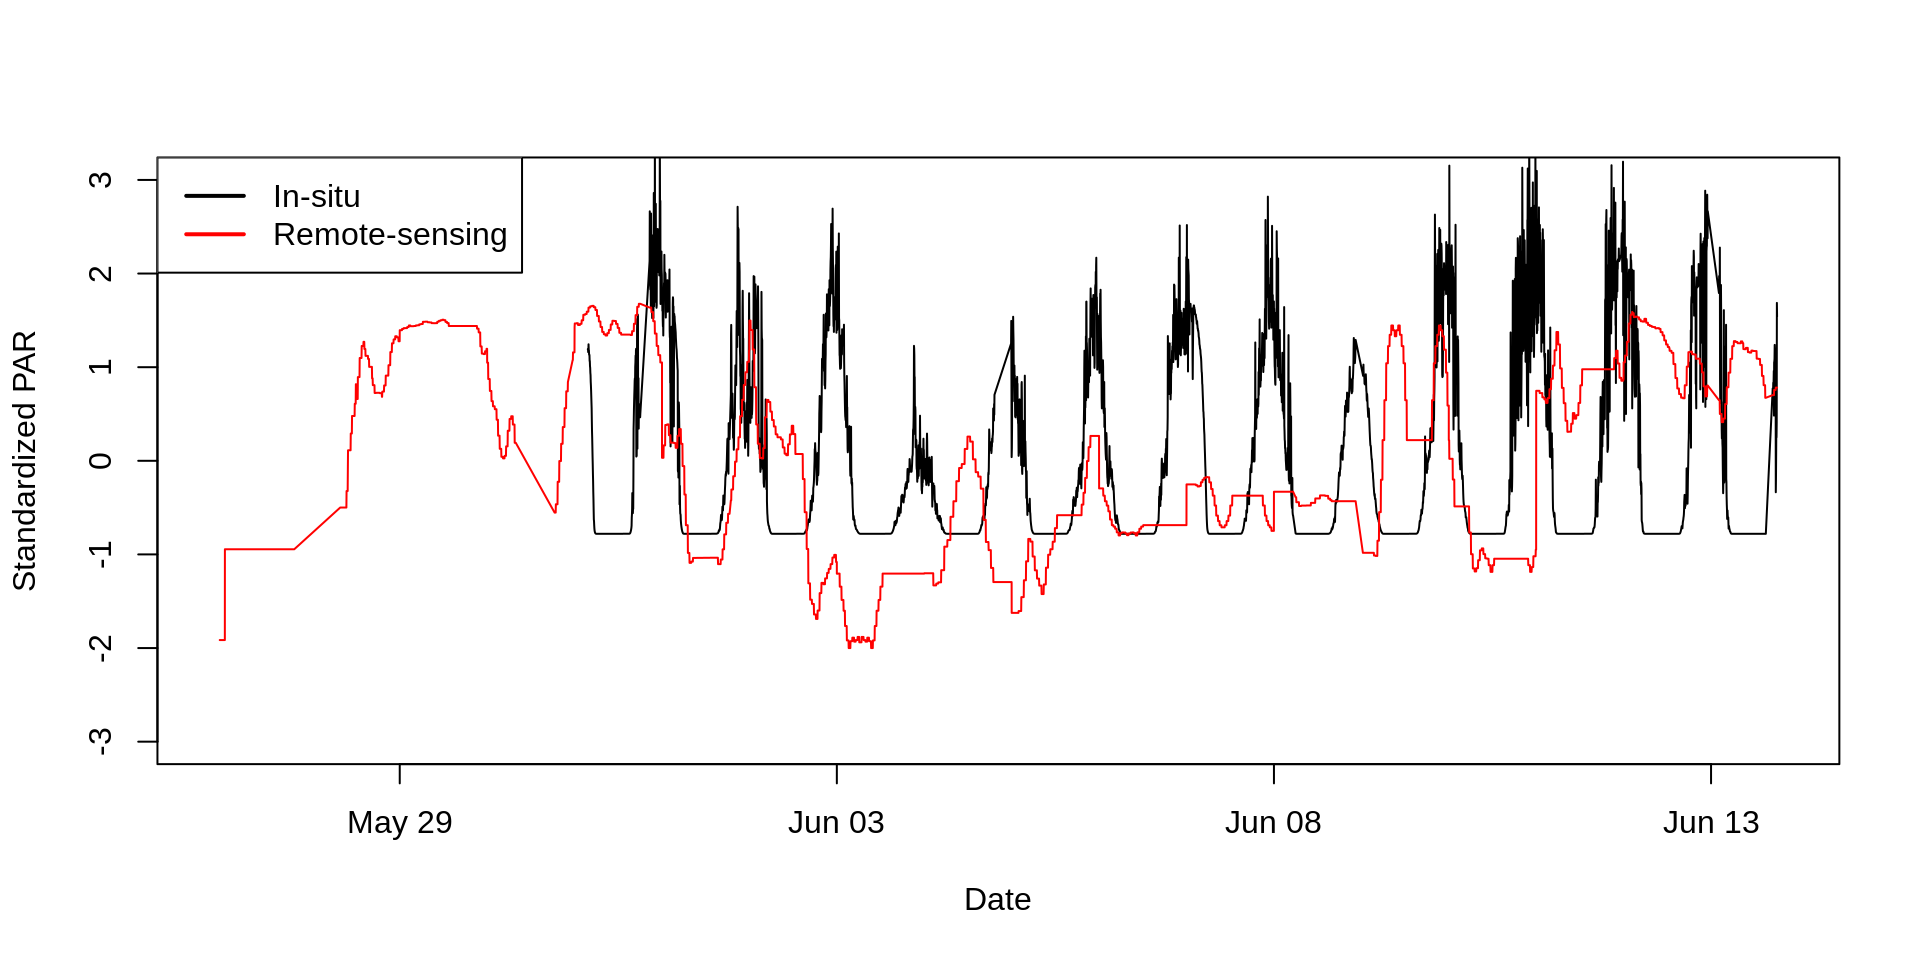 In-situ
Remote-sensing
Standardized PAR
3
2
1
0
-1
-2
-3
May 29
Jun 03
Jun 08
Jun 13
Date